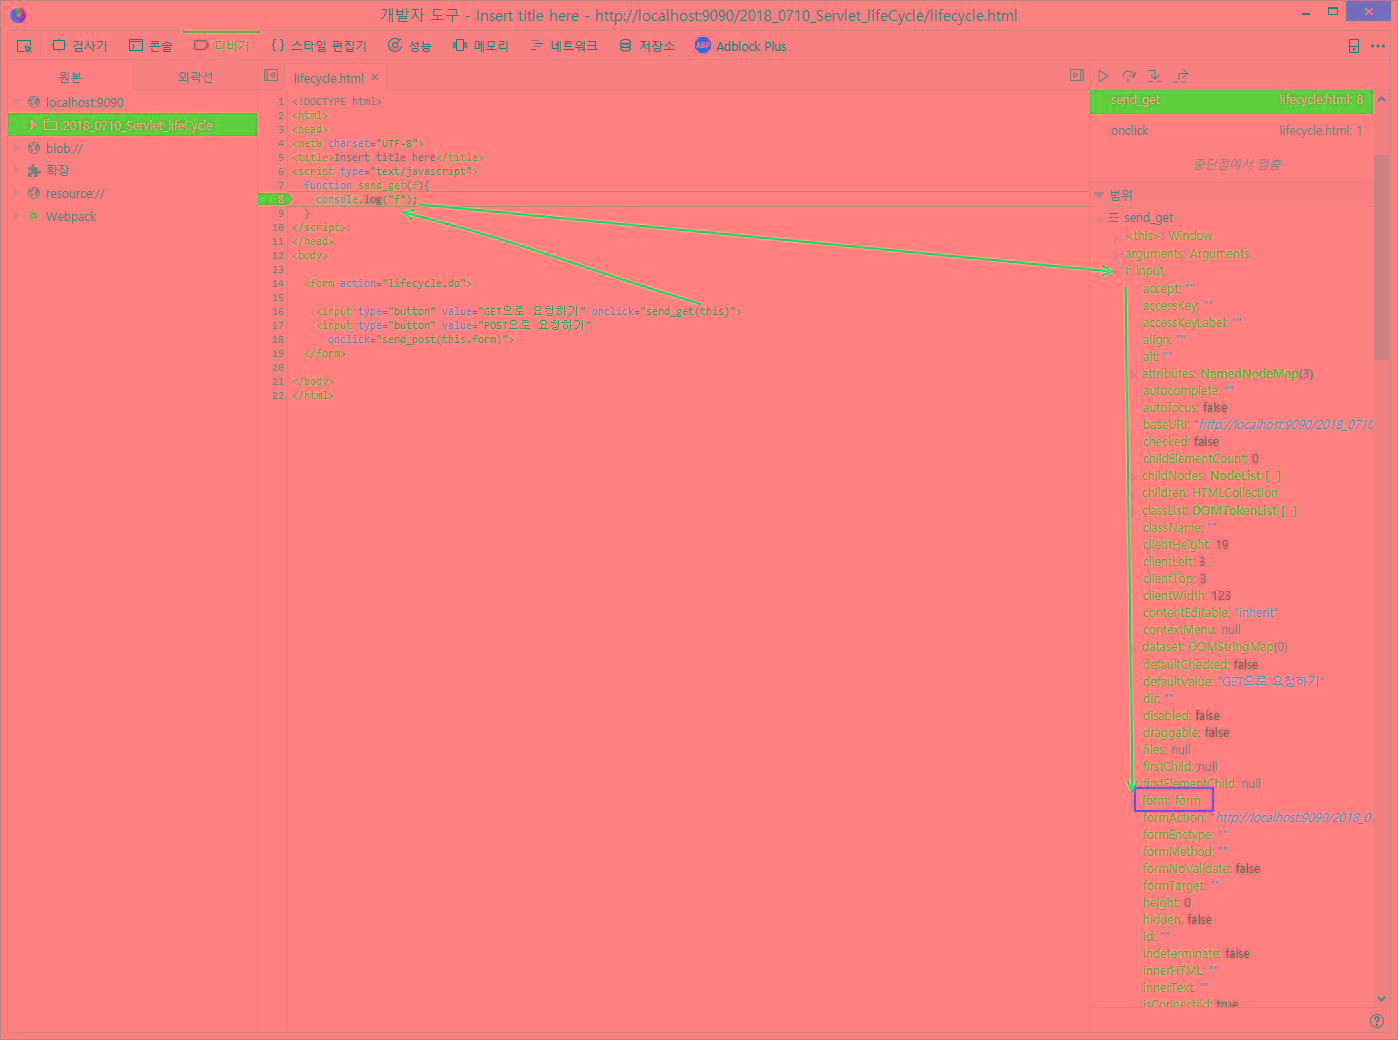 개발자 도구 - Insert title here - http://localhost:9090/2018_0710_Servlet_lifeCycle/lifecycle.html
검사기 콘솔 디버거 { } 스타일 편집기 성능 메모리 네트워크 저장소 ABP Adblock Plus
원본 외곽선
localhost:9090
2018_0710_Servlet_lifeCycle
blob://
확장
resource://
Webpack
lifecycle.html ×
1 <!DOCTYPE html>
2 <html>
3 <head>
4 <meta charset="UTF-8">
5 <title>Insert title here</title>
6 <script type="text/javascript">
7 function send_get(f){
8 console.log("f");
9 }
10 </script>
11 </head>
12 <body>
13
14 <form action="lifecycle.do">
15
16 <input type="button" value="GET으로 요청하기" onclick="send_get(this)">
17 <input type="button" value="POST으로 요청하기"
18 onclick="send_post(this.form)">
19 </form>
20
21 </body>
22 </html>
send_get lifecycle.html: 8
onclick lifecycle.html: 1
중단점에서 멈춤
범위
send_get
<this>: Window
arguments: Arguments
f: input
accept: ""
accessKey: ""
accessKeyLabel: ""
align: ""
alt: ""
attributes: NamedNodeMap(3)
autocomplete: ""
autofocus: false
baseURI: "http://localhost:9090/2018_0710
checked: false
childElementCount: 0
childNodes: NodeList [ ]
children: HTMLCollection
classList: DOMTokenList [ ]
className: ""
clientHeight: 19
clientLeft: 3
clientTop: 3
clientWidth: 123
contentEditable: "inherit"
contextMenu: null
dataset: DOMStringMap(0)
defaultChecked: false
defaultValue: "GET으로 요청하기"
dir: ""
disabled: false
draggable: false
files: null
firstChild: null
firstElementChild: null
form: form
formAction: "http://localhost:9090/2018_0
formEnctype: ""
formMethod: ""
formNoValidate: false
formTarget: ""
height: 0
hidden: false
id: ""
indeterminate: false
innerHTML: ""
innerText: ""
isConnected: true